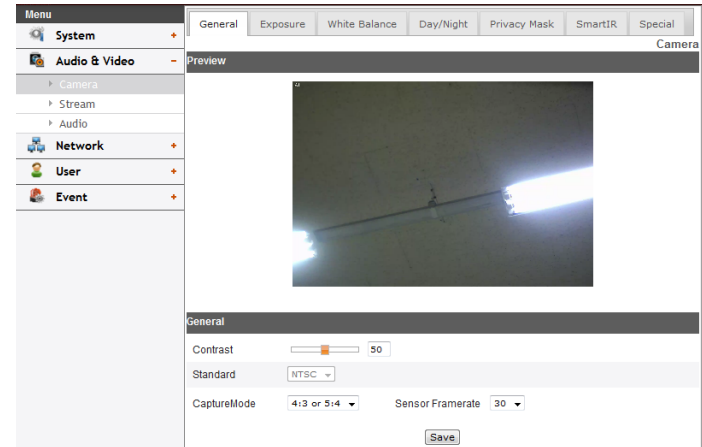 Menu
System +
Audio & Video -
Camera
Stream
Audio
Network +
User +
Event +
General Exposure White Balance Day/Night Privacy Mask SmartIR Special
Camera
Preview
General
Contrast 50
Standard NTSC
CaptureMode 4:3 or 5:4 Sensor Framerate 30
Save